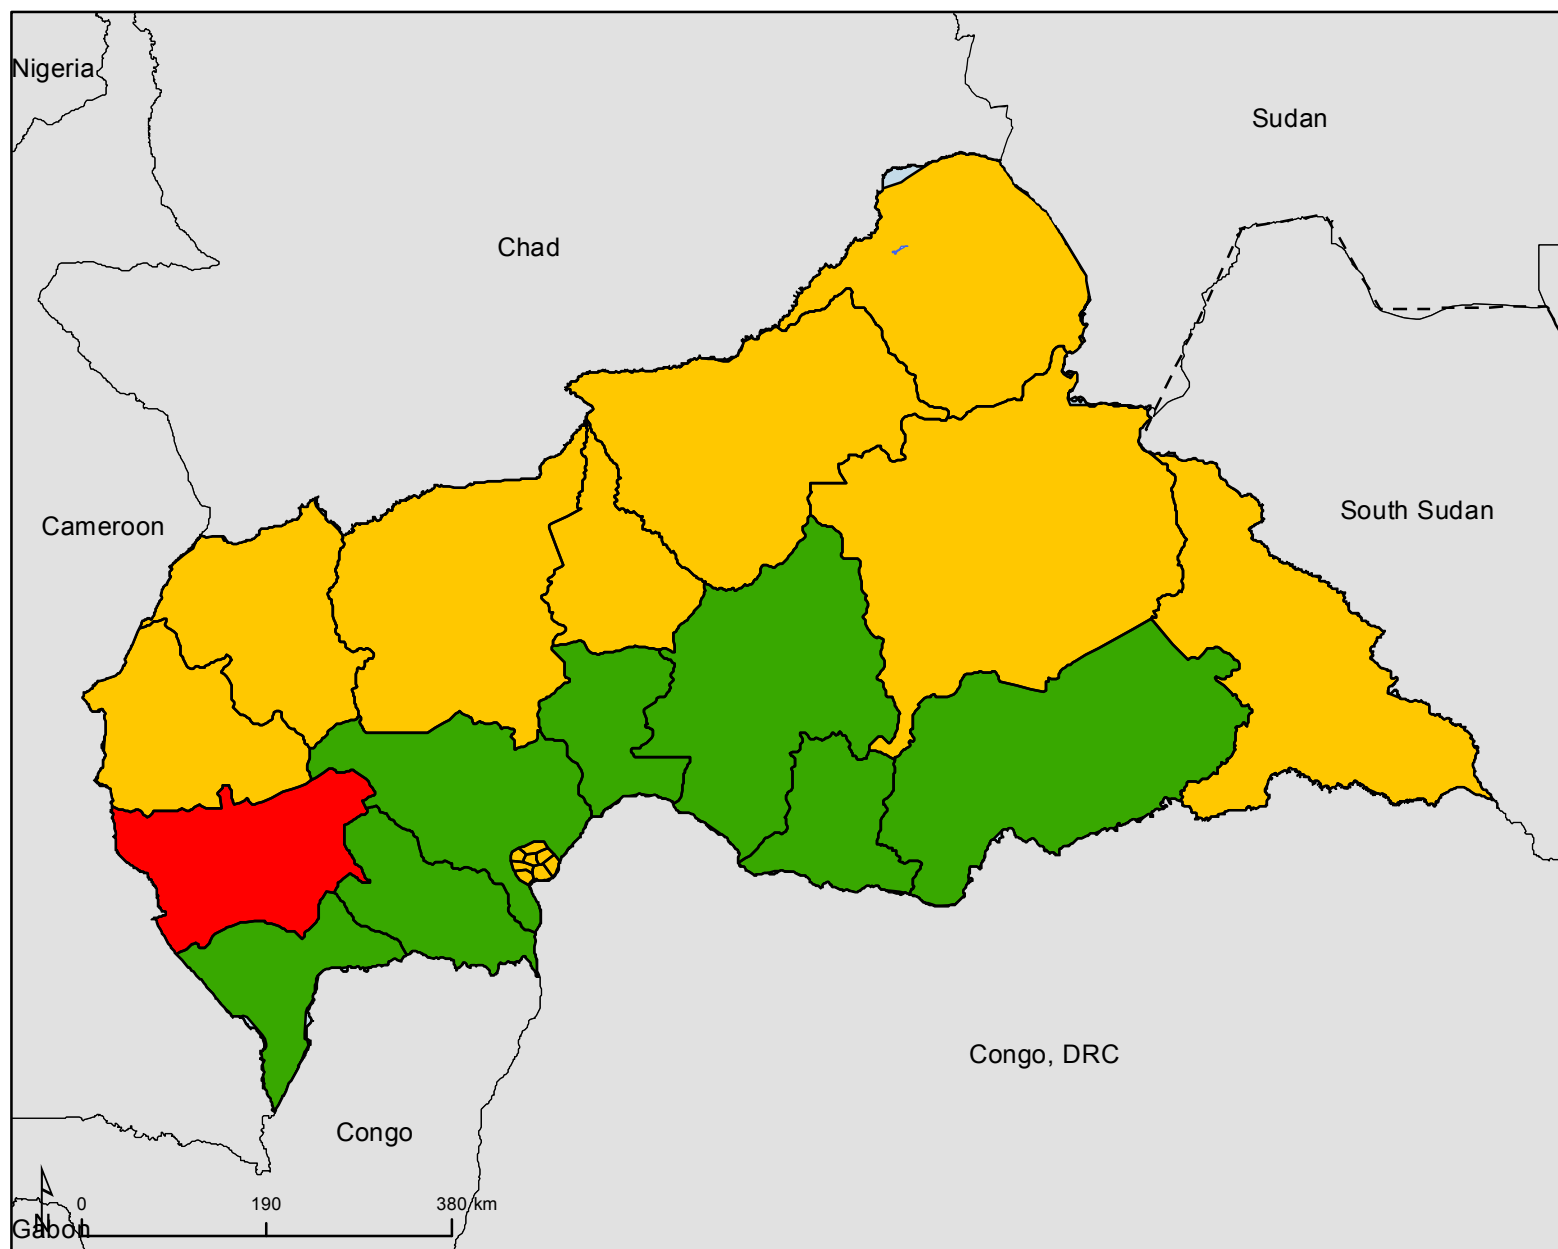 Nigeria
Sudan
Chad
South Sudan
Cameroon
Congo, DRC
Congo
0 190 380 km
N
Gabon